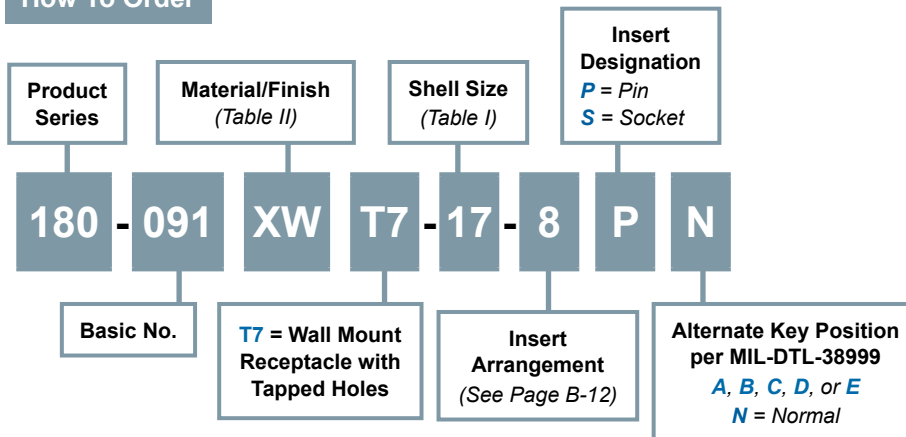 How To Order
Product
Series
Material/Finish
(Table II)
Shell Size
(Table I)
Insert
Designation
P = Pin
S = Socket
180 - 091 XW T7 - 17 - 8 P N
Basic No.
T7 = Wall Mount
Receptacle with
Tapped Holes
Insert
Arrangement
(See Page B-12)
Alternate Key Position
per MIL-DTL-38999
A, B, C, D, or E
N = Normal